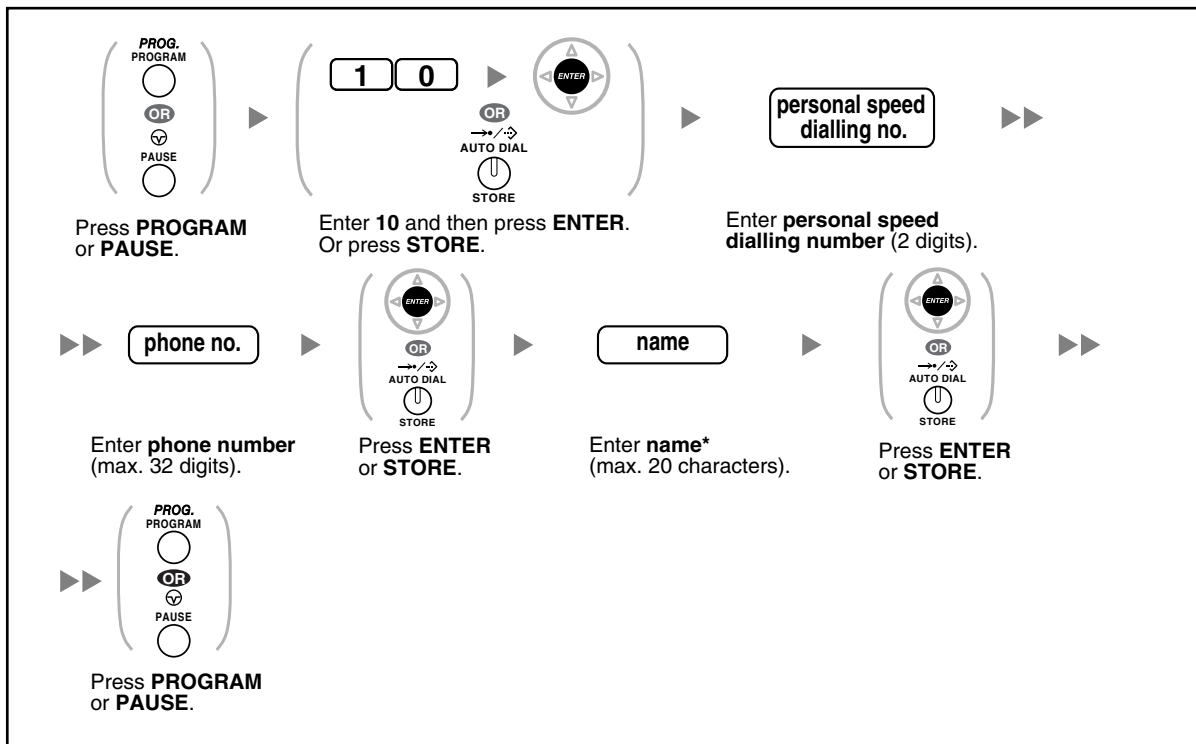 PROG.
PROGRAM
OR
PAUSE
Press PROGRAM
or PAUSE.
1 0
ENTER
OR
AUTO DIAL
STORE
Enter 10 and then press ENTER.
Or press STORE.
personal speed
dialling no.
Enter personal speed
dialling number (2 digits).
phone no.
Enter phone number
(max. 32 digits).
ENTER
OR
AUTO DIAL
STORE
Press ENTER
or STORE.
name
Enter name*
(max. 20 characters).
ENTER
OR
AUTO DIAL
STORE
Press ENTER
or STORE.
PROG.
PROGRAM
OR
PAUSE
Press PROGRAM
or PAUSE.